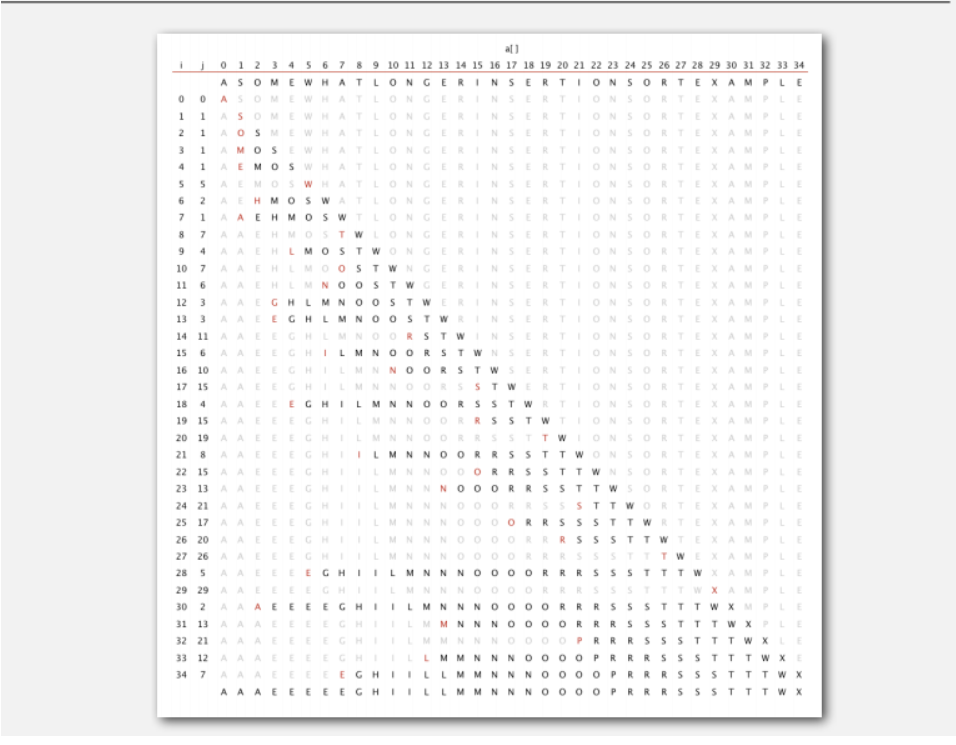 a[ ]
i j 0 1 2 3 4 5 6 7 8 9 10 11 12 13 14 15 16 17 18 19 20 21 22 23 24 25 26 27 28 29 30 31 32 33 34
A S O M E W H A T L O N G E R I N S E R T I O N S O R T E X A M P L E
0 0 A S O M E W H A T L O N G E R I N S E R T I O N S O R T E X A M P L E
1 1 A S O M E W H A T L O N G E R I N S E R T I O N S O R T E X A M P L E
2 1 A O S M E W H A T L O N G E R I N S E R T I O N S O R T E X A M P L E
3 1 A M O S E W H A T L O N G E R I N S E R T I O N S O R T E X A M P L E
4 1 A E M O S W H A T L O N G E R I N S E R T I O N S O R T E X A M P L E
5 5 A E M O S W H A T L O N G E R I N S E R T I O N S O R T E X A M P L E
6 2 A E H M O S W A T L O N G E R I N S E R T I O N S O R T E X A M P L E
7 1 A A E H M O S W T L O N G E R I N S E R T I O N S O R T E X A M P L E
8 7 A A E H M O S T W L O N G E R I N S E R T I O N S O R T E X A M P L E
9 4 A A E H L M O S T W O N G E R I N S E R T I O N S O R T E X A M P L E
10 7 A A E H L M O O S T W N G E R I N S E R T I O N S O R T E X A M P L E
11 6 A A E H L M N O O S T W G E R I N S E R T I O N S O R T E X A M P L E
12 3 A A E G H L M N O O S T W E R I N S E R T I O N S O R T E X A M P L E
13 3 A A E E G H L M N O O S T W R I N S E R T I O N S O R T E X A M P L E
14 11 A A E E G H L M N O O R S T W I N S E R T I O N S O R T E X A M P L E
15 6 A A E E G H I L M N O O R S T W N S E R T I O N S O R T E X A M P L E
16 10 A A E E G H I L M N N O O R S T W S E R T I O N S O R T E X A M P L E
17 15 A A E E G H I L M N N O O R S S T W E R T I O N S O R T E X A M P L E
18 4 A A E E E G H I L M N N O O R S S T W R T I O N S O R T E X A M P L E
19 15 A A E E E G H I L M N N O O R R S S T W T I O N S O R T E X A M P L E
20 19 A A E E E G H I L M N N O O R R S S T T W I O N S O R T E X A M P L E
21 8 A A E E E G H I I L M N N O O R R S S T T W O N S O R T E X A M P L E
22 15 A A E E E G H I I L M N N O O O R R S S T T W N S O R T E X A M P L E
23 13 A A E E E G H I I L M N N N O O O R R S S T T W S O R T E X A M P L E
24 21 A A E E E G H I I L M N N N O O O R R S S S T T W O R T E X A M P L E
25 17 A A E E E G H I I L M N N N O O O O R R S S S T T W R T E X A M P L E
26 20 A A E E E G H I I L M N N N O O O O R R R S S S T T W T E X A M P L E
27 26 A A E E E G H I I L M N N N O O O O R R R S S S T T T W E X A M P L E
28 5 A A E E E E G H I I L M N N N O O O O R R R S S S T T T W X A M P L E
29 29 A A E E E E G H I I L M N N N O O O O R R R S S S T T T W X A M P L E
30 2 A A A E E E E G H I I L M N N N O O O O R R R S S S T T T W X M P L E
31 13 A A A E E E E G H I I L M M N N N O O O O R R R S S S T T T W X P L E
32 21 A A A E E E E G H I I L M M N N N O O O O P R R R S S S T T T W X L E
33 12 A A A E E E E G H I I L L M M N N N O O O O P R R R S S S T T T W X E
34 7 A A A E E E E E G H I I L L M M N N N O O O O P R R R S S S T T T W X
A A A E E E E E G H I I L L M M N N N O O O O P R R R S S S T T T W X